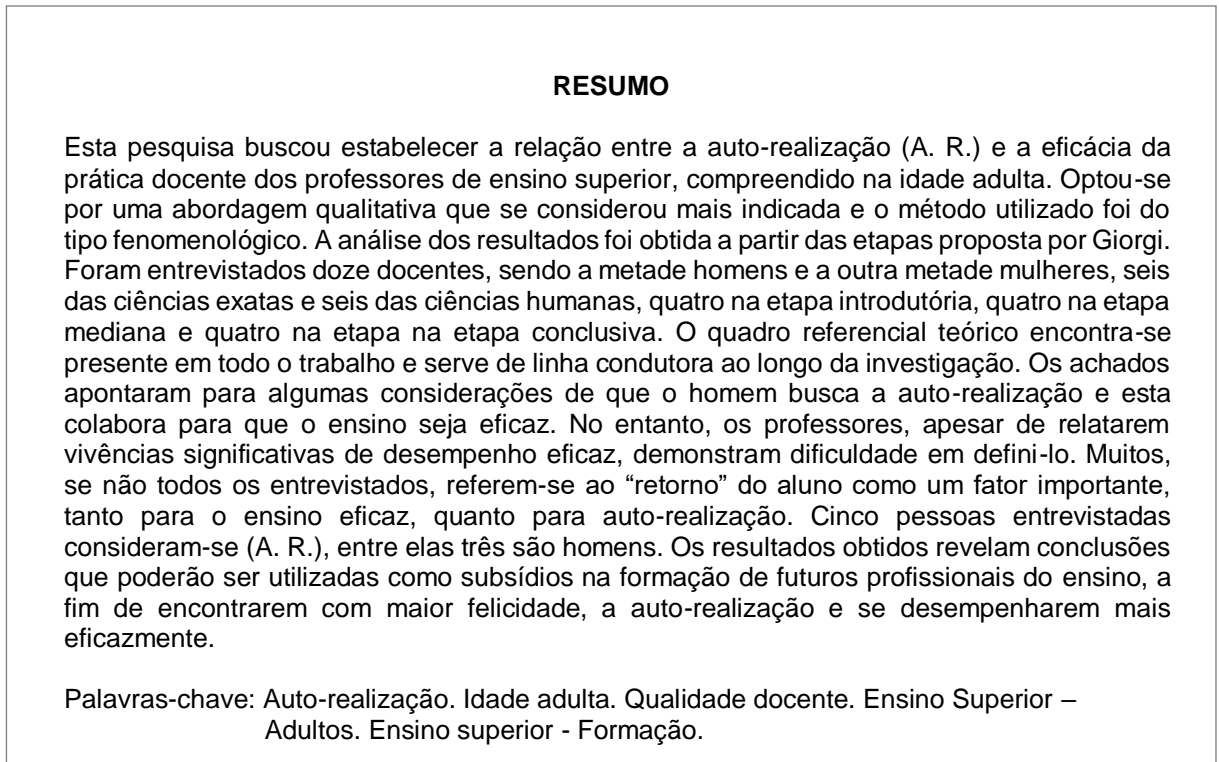 RESUMO
Esta pesquisa buscou estabelecer a relação entre a auto-realização (A. R.) e a eficácia da
prática docente dos professores de ensino superior, compreendido na idade adulta. Optou-se
por uma abordagem qualitativa que se considerou mais indicada e o método utilizado foi do
tipo fenomenológico. A análise dos resultados foi obtida a partir das etapas proposta por Giorgi.
Foram entrevistados doze docentes, sendo a metade homens e a outra metade mulheres, seis
das ciências exatas e seis das ciências humanas, quatro na etapa introdutória, quatro na etapa
mediana e quatro na etapa na etapa conclusiva. O quadro referencial teórico encontra-se
presente em todo o trabalho e serve de linha condutora ao longo da investigação. Os achados
apontaram para algumas considerações de que o homem busca a auto-realização e esta
colabora para que o ensino seja eficaz. No entanto, os professores, apesar de relatarem
vivências significativas de desempenho eficaz, demonstram dificuldade em defini-lo. Muitos,
se não todos os entrevistados, referem-se ao “retorno” do aluno como um fator importante,
tanto para o ensino eficaz, quanto para auto-realização. Cinco pessoas entrevistadas
consideram-se (A. R.), entre elas três são homens. Os resultados obtidos revelam conclusões
que poderão ser utilizadas como subsídios na formação de futuros profissionais do ensino, a
fim de encontrarem com maior felicidade, a auto-realização e se desempenharem mais
eficazmente.
Palavras-chave: Auto-realização. Idade adulta. Qualidade docente. Ensino Superior –
Adultos. Ensino superior - Formação.